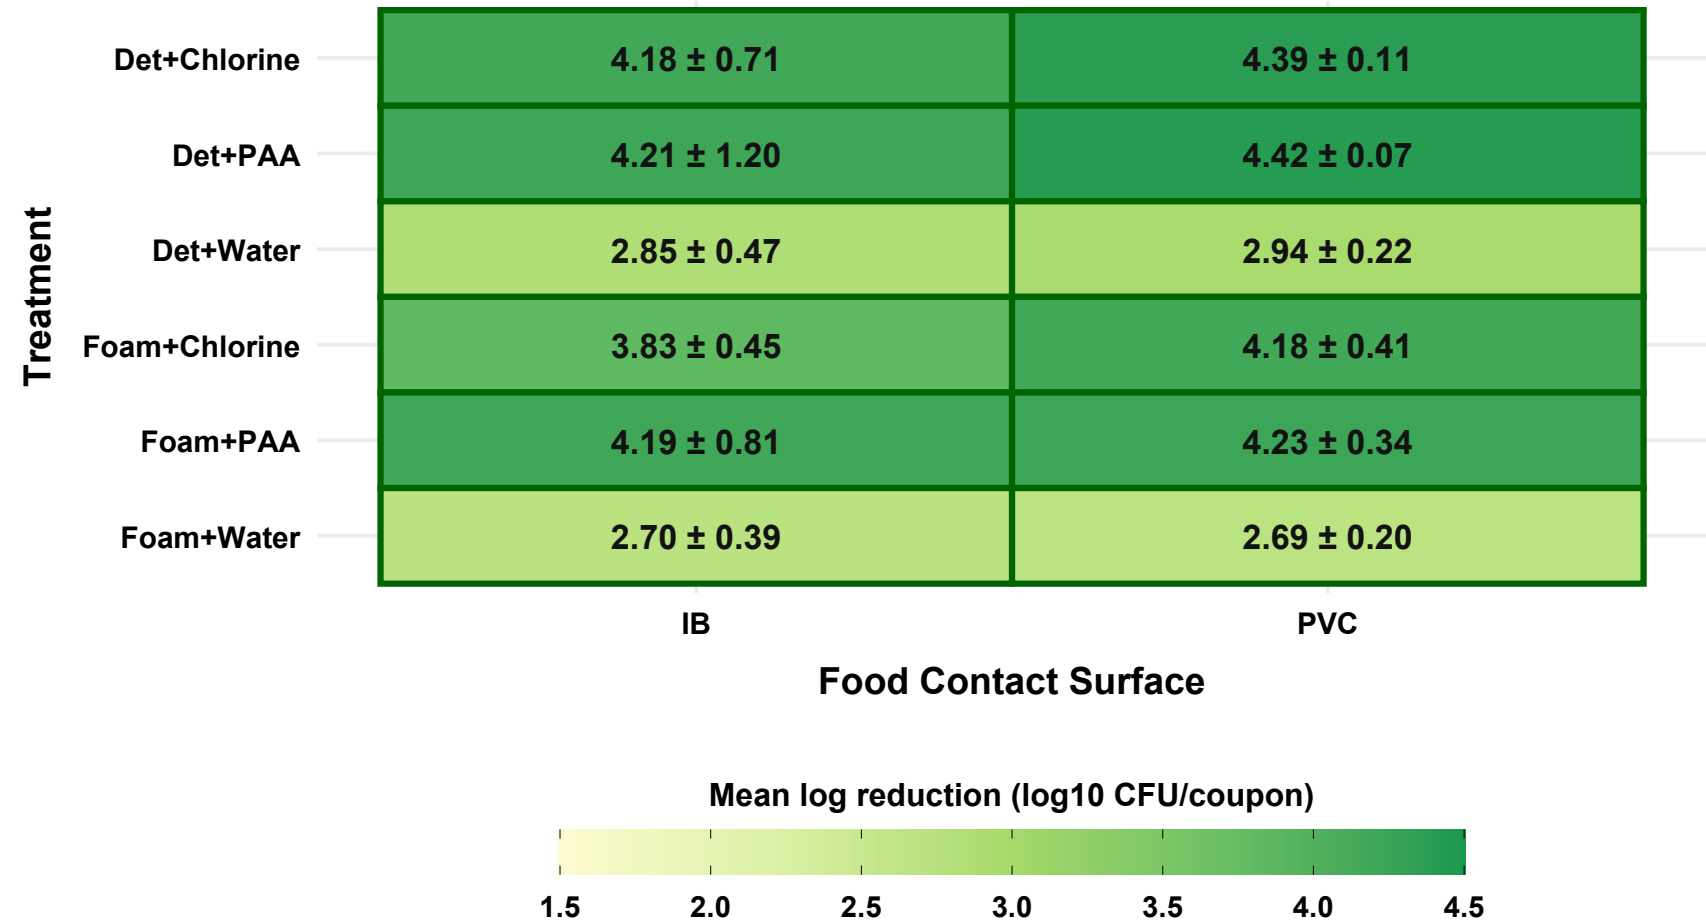 Treatment
Det+Chlorine 4.18 ± 0.71 4.39 ± 0.11
Det+PAA 4.21 ± 1.20 4.42 ± 0.07
Det+Water 2.85 ± 0.47 2.94 ± 0.22
Foam+Chlorine 3.83 ± 0.45 4.18 ± 0.41
Foam+PAA 4.19 ± 0.81 4.23 ± 0.34
Foam+Water 2.70 ± 0.39 2.69 ± 0.20
IB PVC
Food Contact Surface
Mean log reduction (log10 CFU/coupon)
1.5 2.0 2.5 3.0 3.5 4.0 4.5